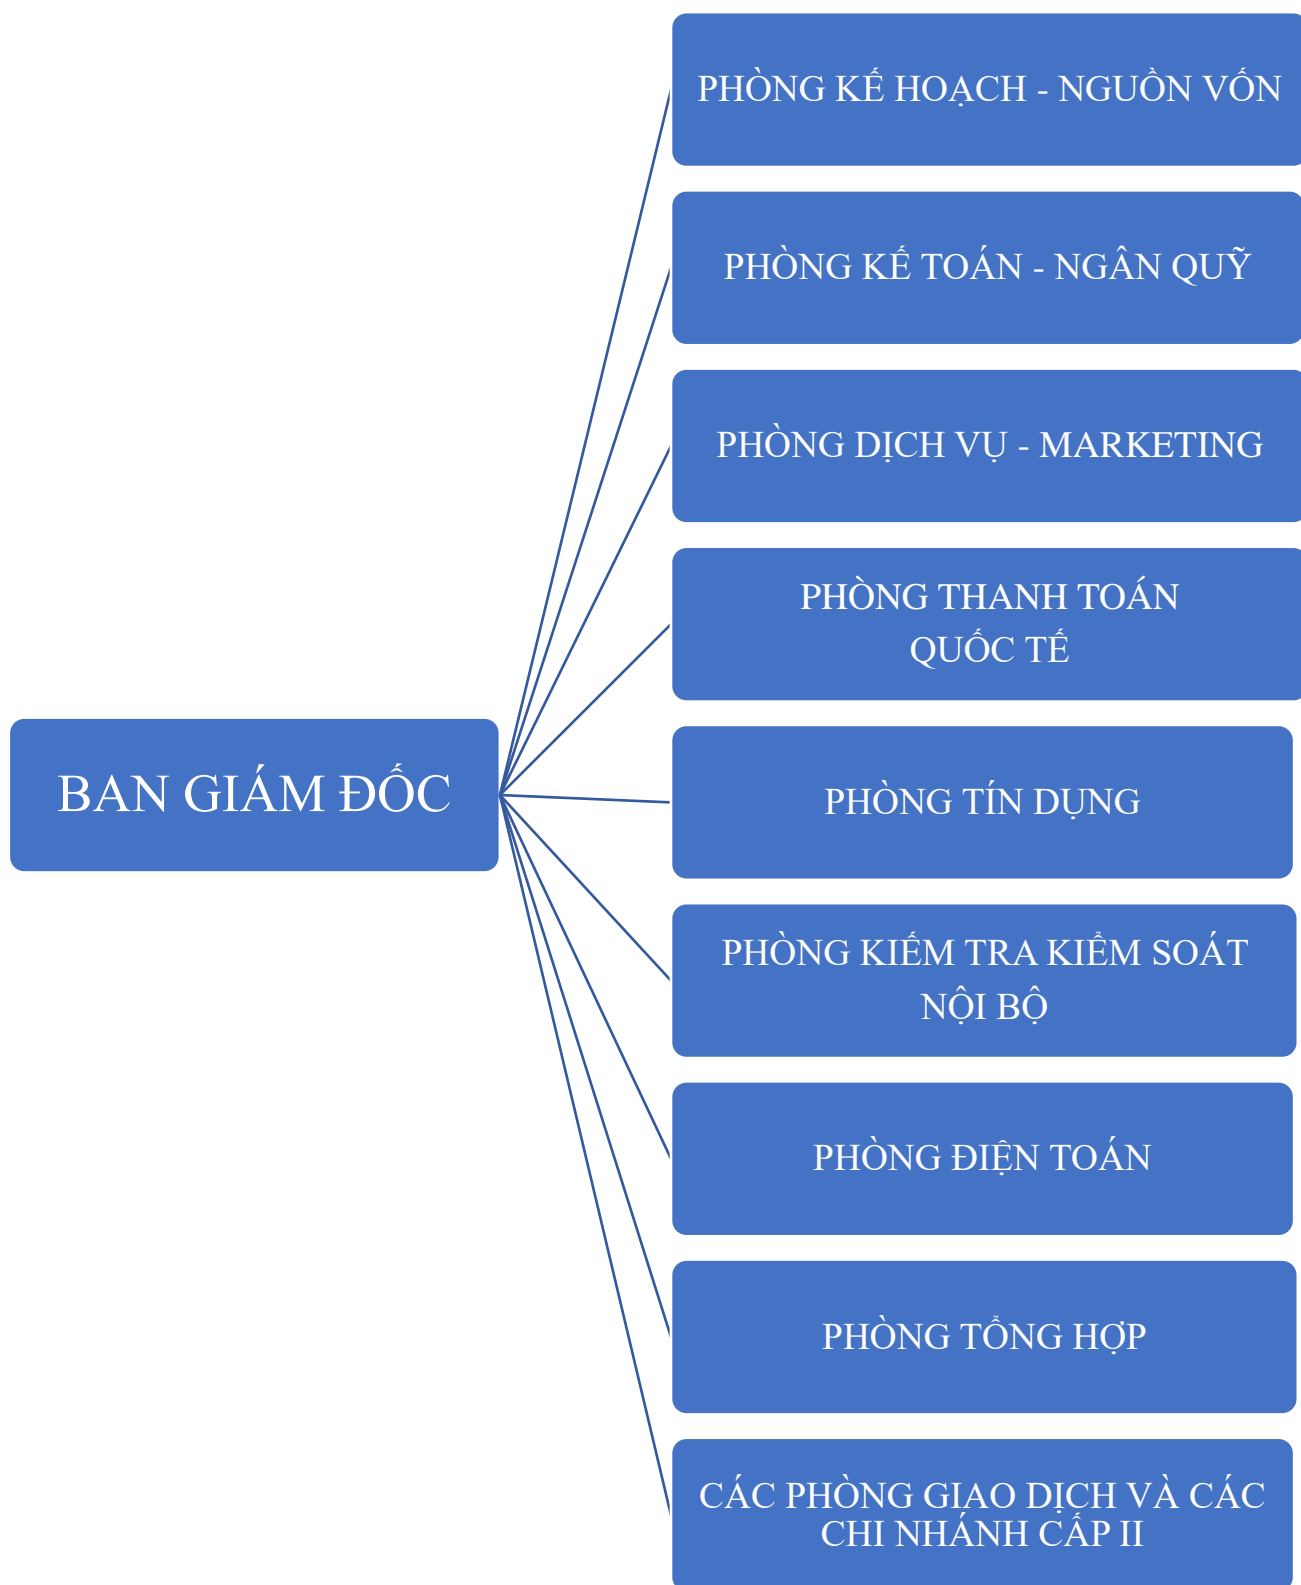 PHÒNG KẾ HOẠCH - NGUỒN VỐN
PHÒNG KẾ TOÁN - NGÂN QUỸ
PHÒNG DỊCH VỤ - MARKETING
PHÒNG THANH TOÁN
QUỐC TẾ
BAN GIÁM ĐỐC
PHÒNG TÍN DỤNG
PHÒNG KIẾM TRA KIỂM SOÁT
NỘI BỘ
PHÒNG ĐIỆN TOÁN
PHÒNG TỔNG HỢP
CÁC PHÒNG GIAO DỊCH VÀ CÁC
CHI NHÁNH CẤP II